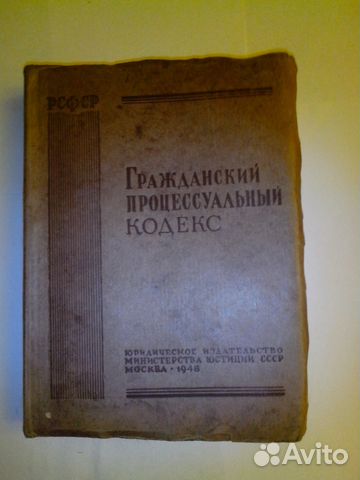 РСФСР
ГРАЖДАНСКИЙ
ПРОЦЕССУАЛЬНЫЙ
КОДЕКС
ЮРИДИЧЕСКОЕ ИЗДАТЕЛЬСТВО
МИНИСТЕРСТВА ЮСТИЦИИ СССР
МОСКВА • 1948
Avito